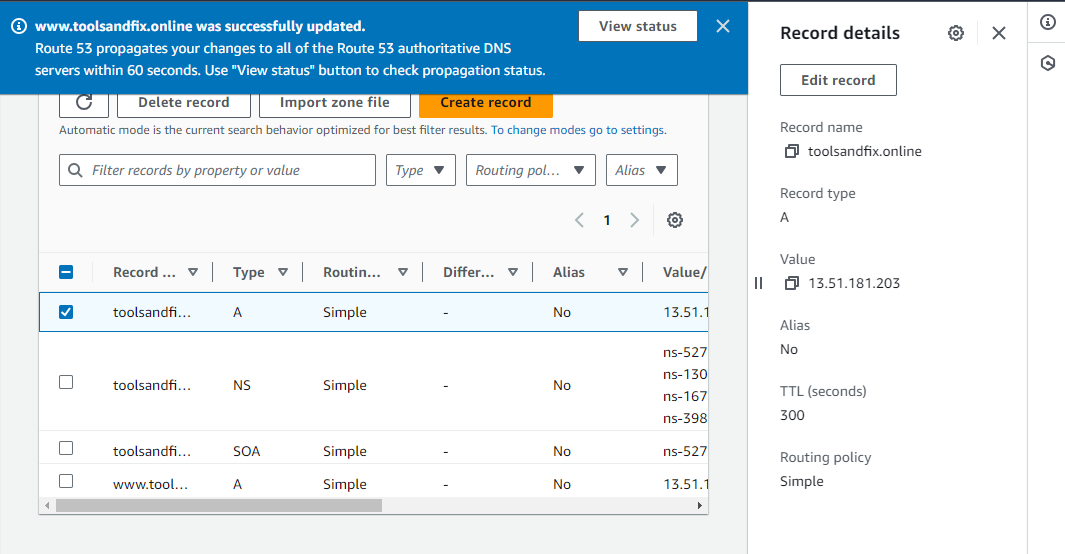 www.toolsandfix.online was successfully updated.
Route 53 propagates your changes to all of the Route 53 authoritative DNS
servers within 60 seconds. Use "View status" button to check propagation status.
View status
Delete record
Import zone file
Create record
Automatic mode is the current search behavior optimized for best filter results. To change modes go to settings.
Filter records by property or value
Type
Routing pol...
Alias
1
Record ...
Type
Routin...
Differ...
Alias
Value/
toolsandfi...
A
Simple
-
No
13.51.1
toolsandfi...
NS
Simple
-
No
ns-527
ns-130
ns-167
ns-398
toolsandfi...
SOA
Simple
-
No
ns-527
www.tool...
A
Simple
-
No
13.51.1
Record details
Edit record
Record name
toolsandfix.online
Record type
A
Value
13.51.181.203
Alias
No
TTL (seconds)
300
Routing policy
Simple